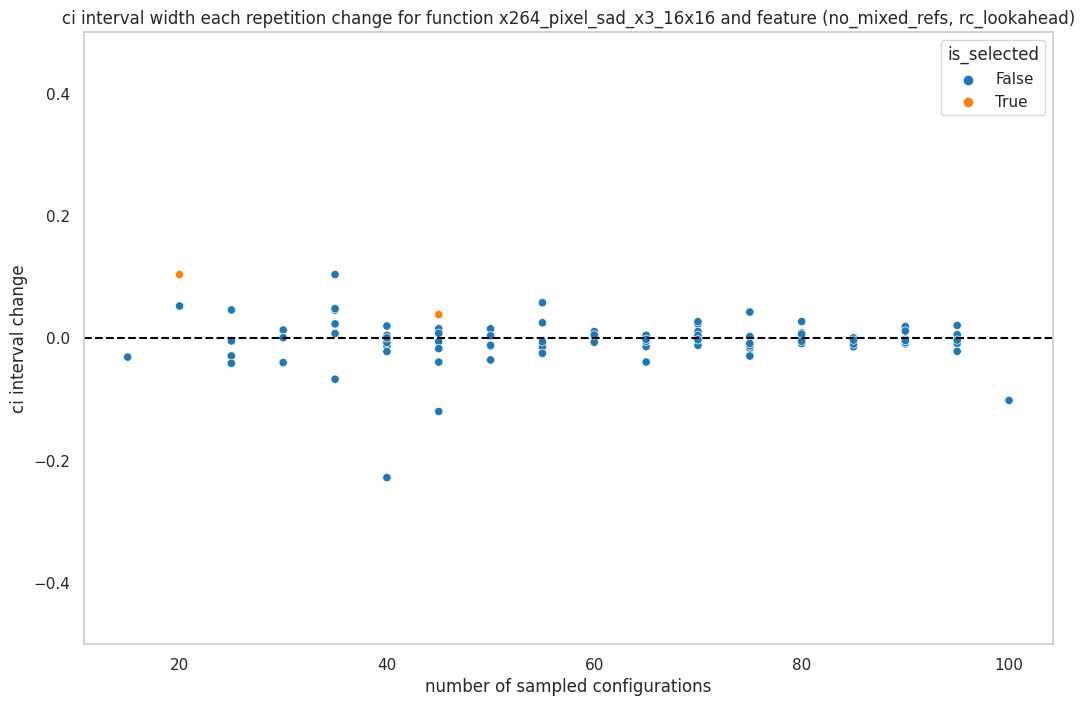 ci interval width each repetition change for function x264_pixel_sad_x3_16x16 and feature (no_mixed_refs, rc_lookahead)
is_selected
False
True
0.4
0.2
0.0
−0.2
−0.4
ci interval change
20
40
60
80
100
number of sampled configurations